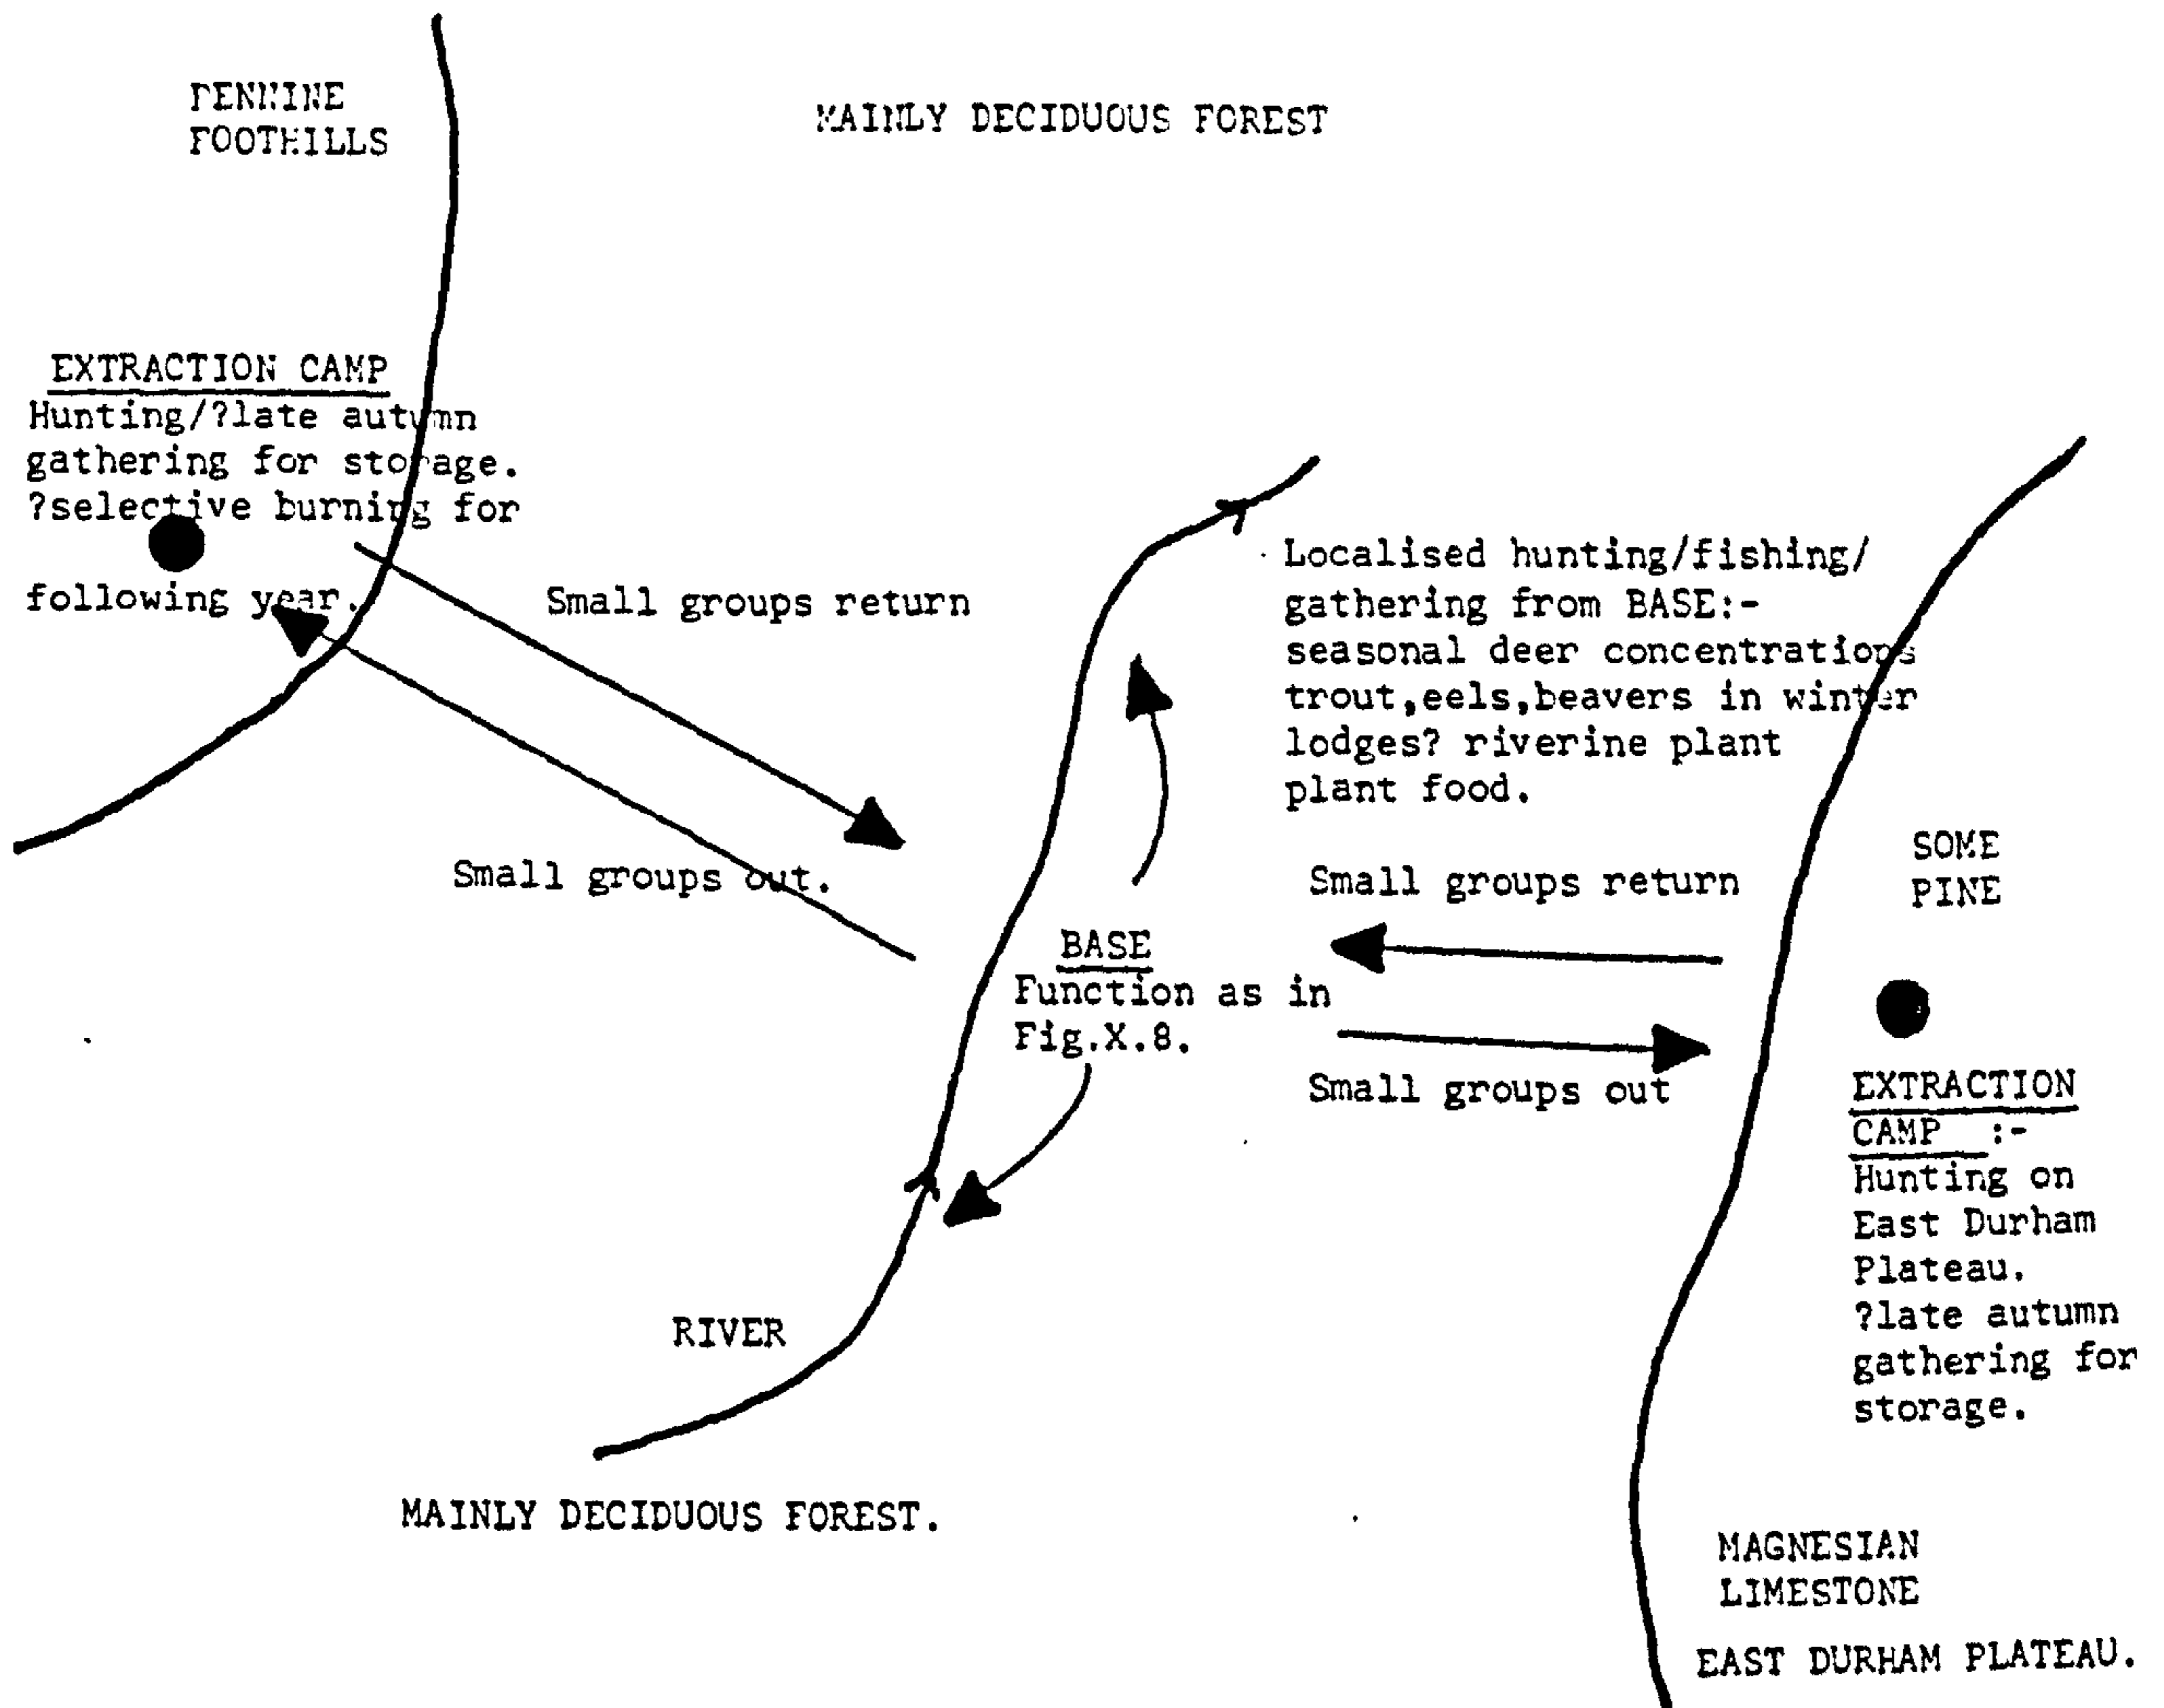 PENNINE
FOOTHILLS
MAINLY DECIDUOUS FOREST
EXTRACTION CAMP
Hunting/?late autumn
gathering for storage.
?selective burning for
following year.
Small groups return
Small groups out.
Localised hunting/fishing/
gathering from BASE:-
seasonal deer concentrations
trout,eels,beavers in winter
lodges? riverine plant
plant food.
SOME
PINE
Small groups return
BASE
Function as in
Fig.X.8.
Small groups out
EXTRACTION
CAMP :-
Hunting on
East Durham
Plateau.
?late autumn
gathering for
storage.
RIVER
MAINLY DECIDUOUS FOREST.
MAGNESIAN
LIMESTONE
EAST DURHAM PLATEAU.